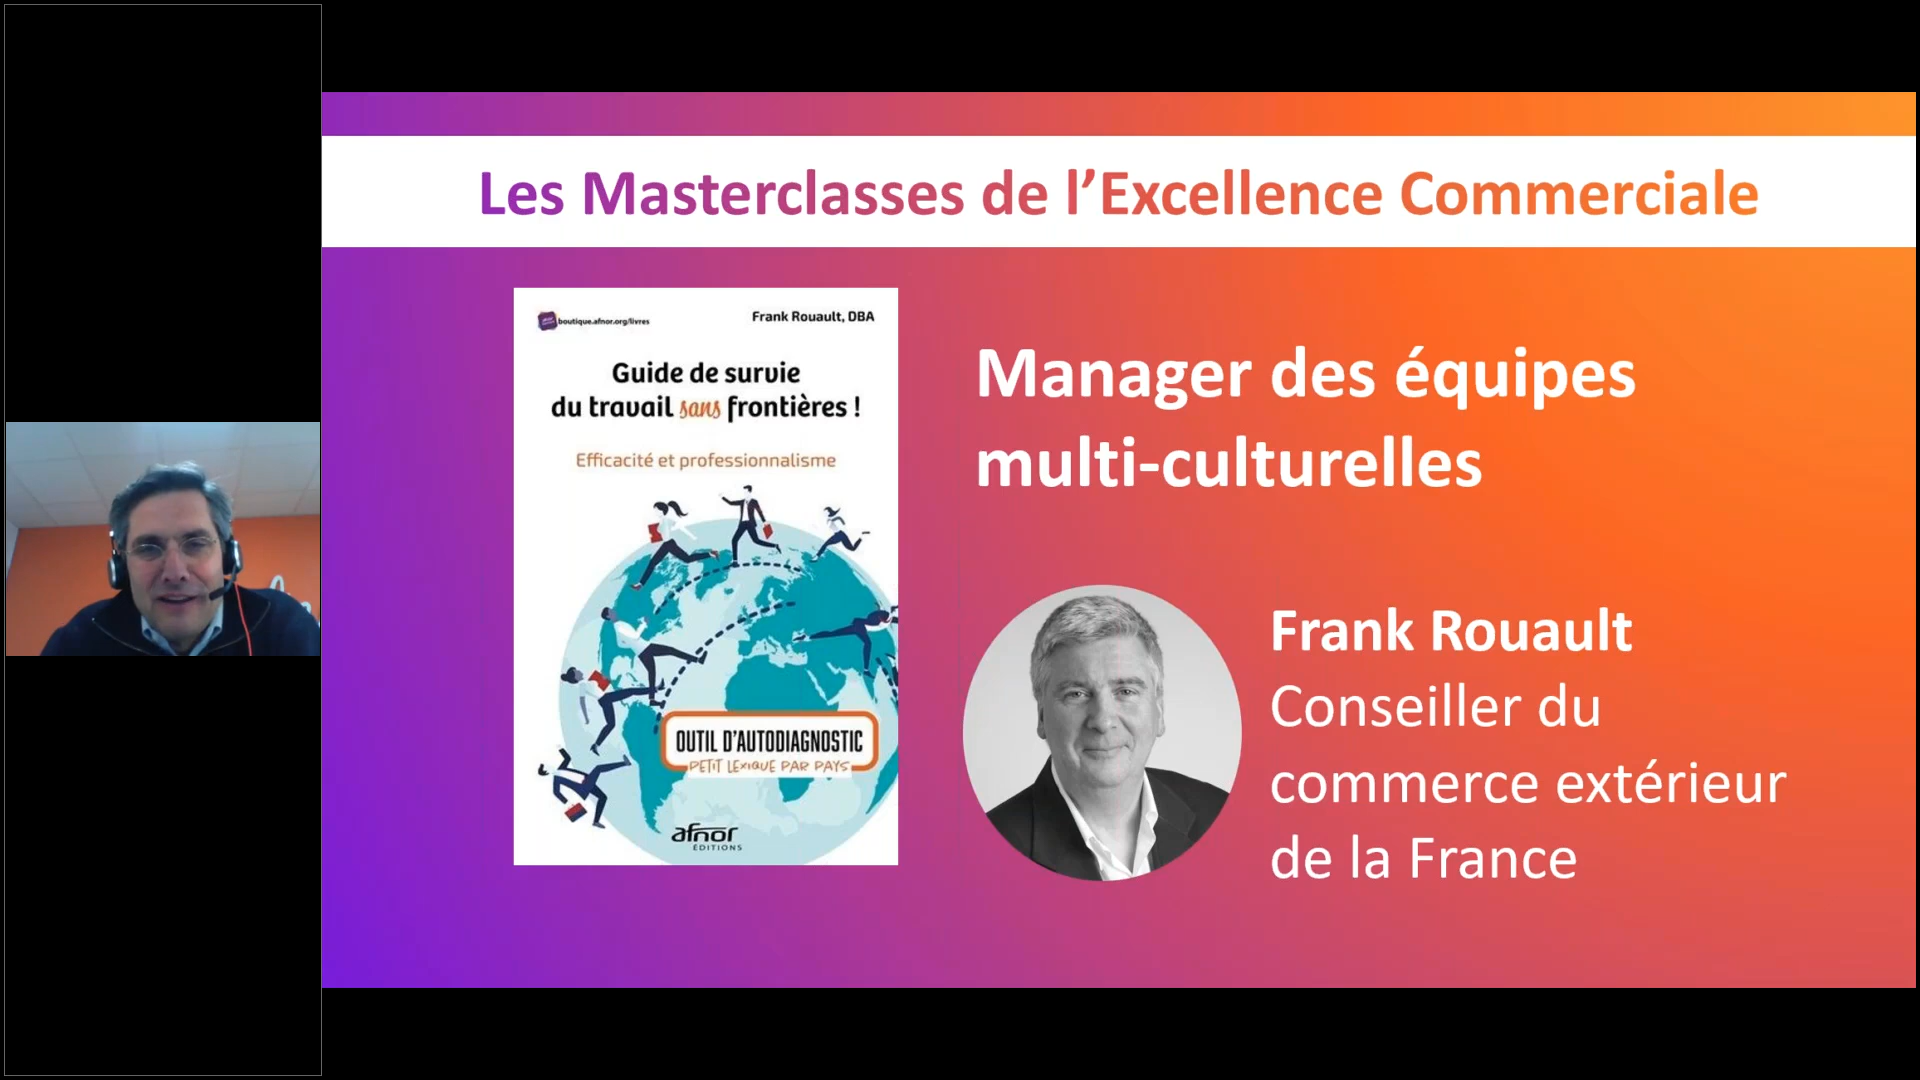 Les Masterclasses de l’Excellence Commerciale
boutique.afnor.org/livres
Frank Rouault, DBA
Guide de survie
du travail sans frontières !
Efficacité et professionnalisme
OUTIL D'AUTODIAGNOSTIC
PETIT LEXIQUE PAR PAYS
afnor
ÉDITIONS
Manager des équipes
multi-culturelles
Frank Rouault
Conseiller du
commerce extérieur
de la France